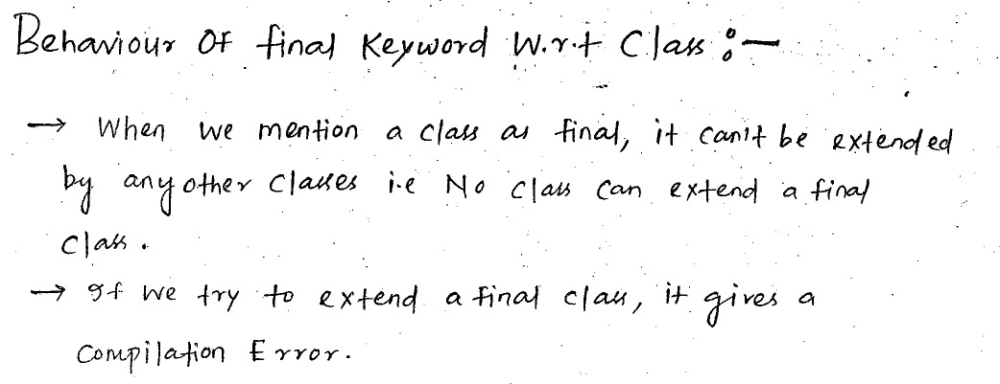 Behaviour Of final Keyword W.r.t Class :-
→ When we mention a class as final, it can't be extended
by any other classes i.e No class can extend a final
class.
→ If we try to extend a final class, it gives a
Compilation Error.